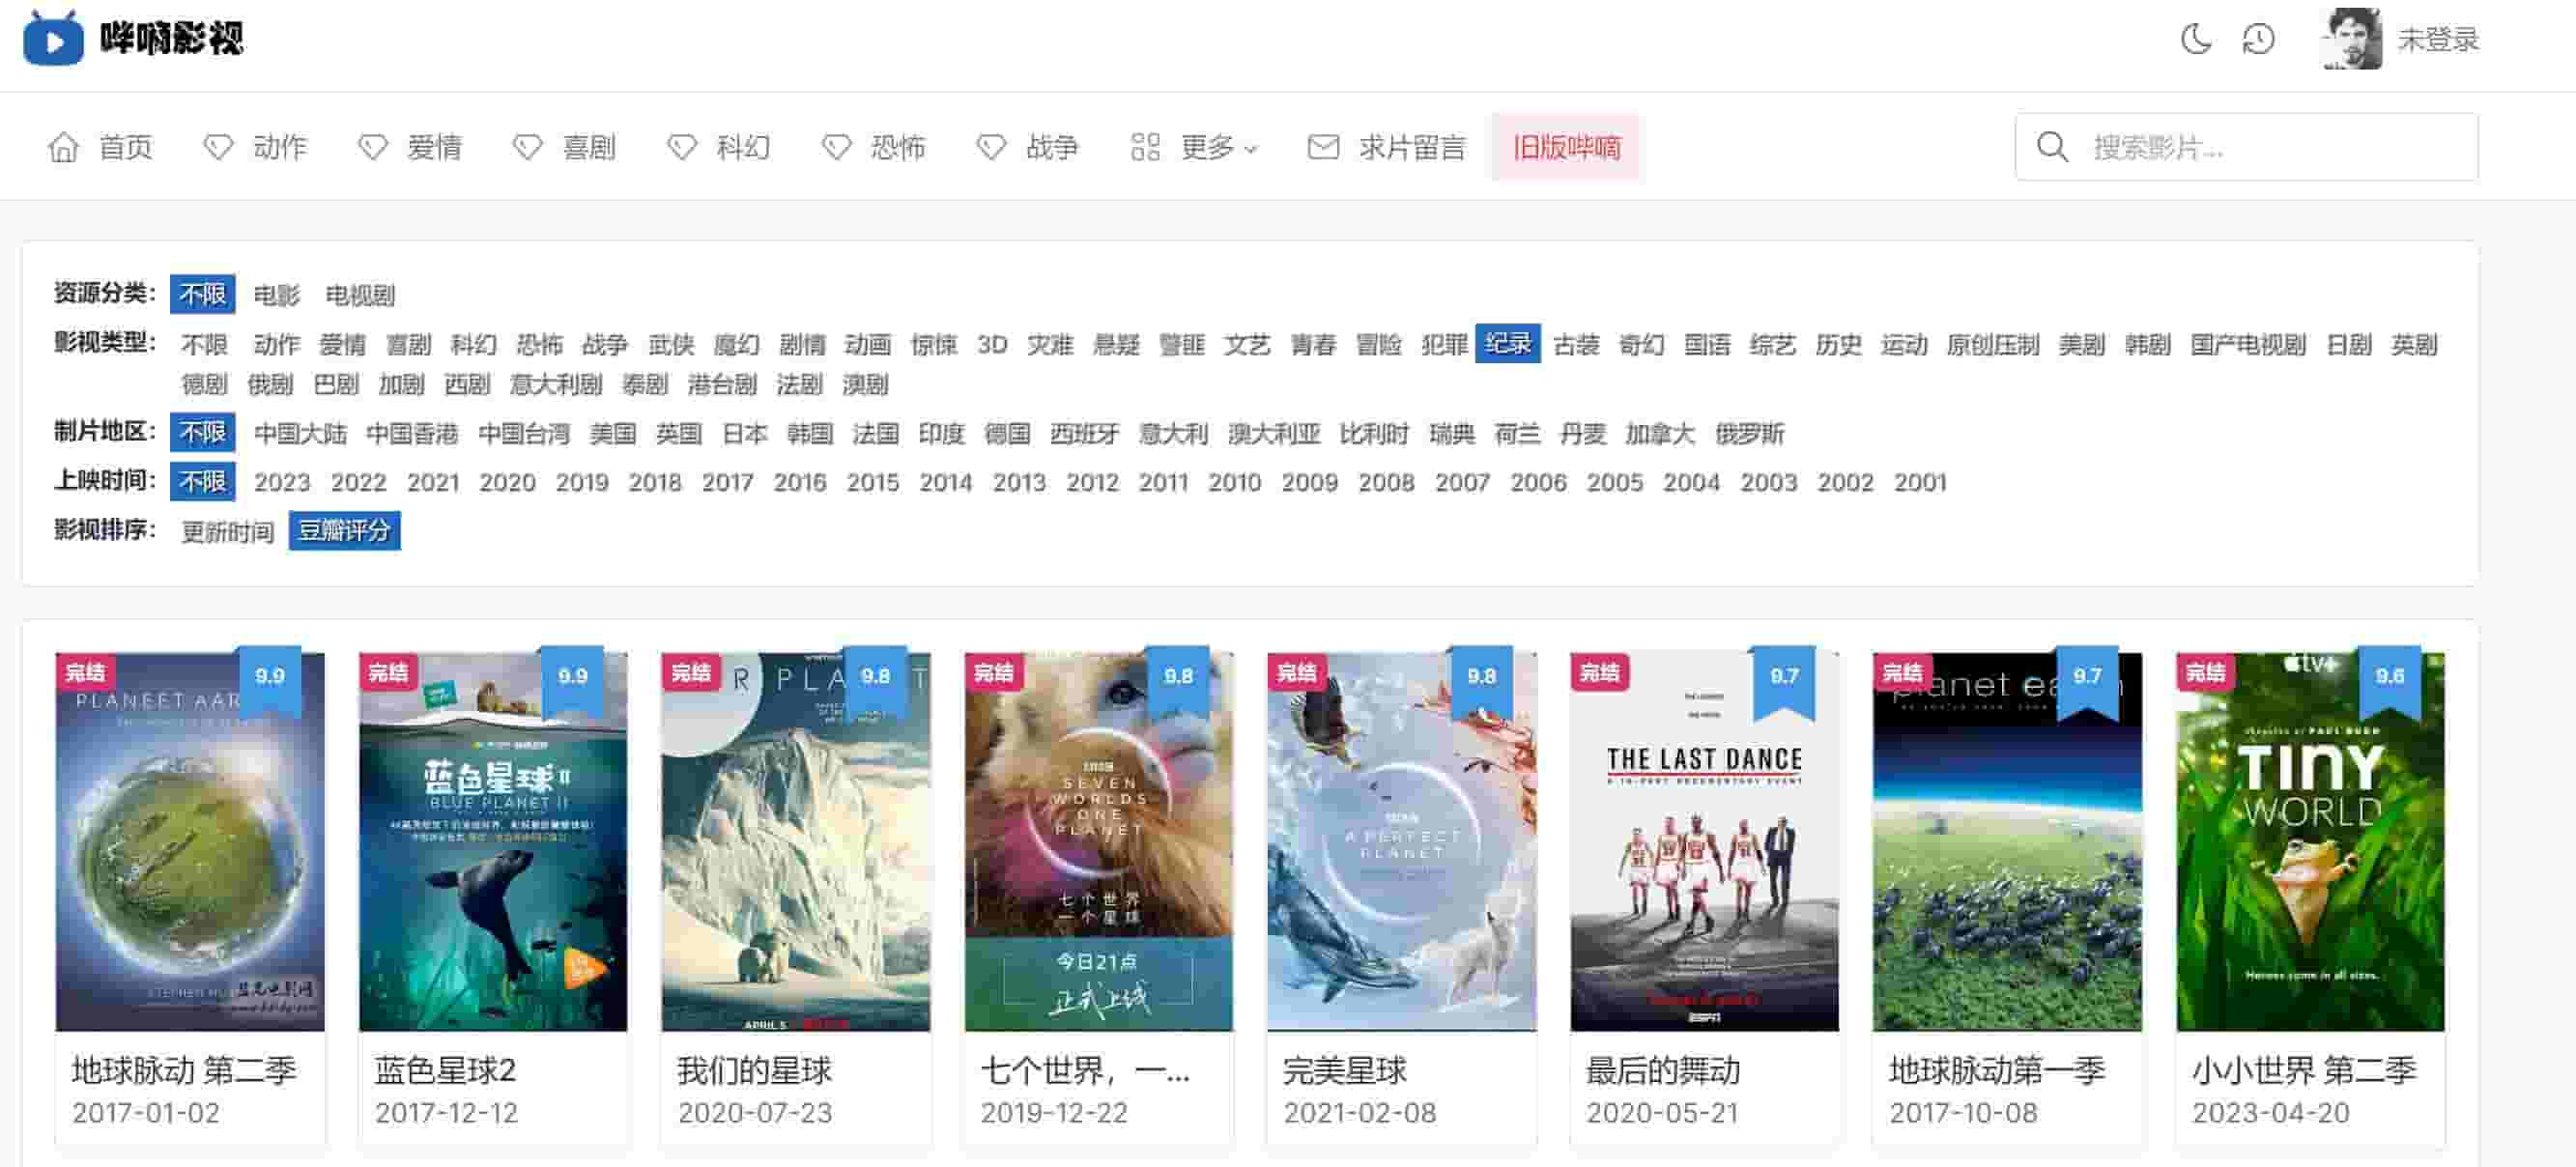 哔嘀影视
未登录
首页 动作 爱情 喜剧 科幻 恐怖 战争 更多 求片留言 旧版哔嘀 搜索影片...
资源分类： 不限 电影 电视剧
影视类型： 不限 动作 爱情 喜剧 科幻 恐怖 战争 武侠 魔幻 剧情 动画 惊悚 3D 灾难 悬疑 警匪 文艺 青春 冒险 犯罪 纪录 古装 奇幻 国语 综艺 历史 运动 原创压制 美剧 韩剧 国产电视剧 日剧 英剧
德剧 俄剧 巴剧 加剧 西剧 意大利剧 泰剧 港台剧 法剧 澳剧
制片地区： 不限 中国大陆 中国香港 中国台湾 美国 英国 日本 韩国 法国 印度 德国 西班牙 意大利 澳大利亚 比利时 瑞典 荷兰 丹麦 加拿大 俄罗斯
上映时间： 不限 2023 2022 2021 2020 2019 2018 2017 2016 2015 2014 2013 2012 2011 2010 2009 2008 2007 2006 2005 2004 2003 2002 2001
影视排序： 更新时间 豆瓣评分
完结 9.9
PLANEET AAR
地球脉动 第二季
2017-01-02
完结 9.9
蓝色星球II
BLUE PLANET II
蓝色星球2
2017-12-12
完结 9.8
R PLA T
APRIL 5
我们的星球
2020-07-23
完结 9.8
BBC
SEVEN
WORLDS
ONE
PLANET
七个世界
一个星球
今日21点
正式上线
七个世界，一...
2019-12-22
完结 9.8
A PERFECT
PLANET
完美星球
2021-02-08
完结 9.7
THE LAST DANCE
A 10-PART DOCUMENTARY EVENT
ESPN
最后的舞动
2020-05-21
完结 9.7
planet ea
地球脉动第一季
2017-10-08
完结 9.6
tv+
NARRATED BY PAUL RUDD
TINY
WORLD
Heroes come in all sizes.
小小世界 第二季
2023-04-20